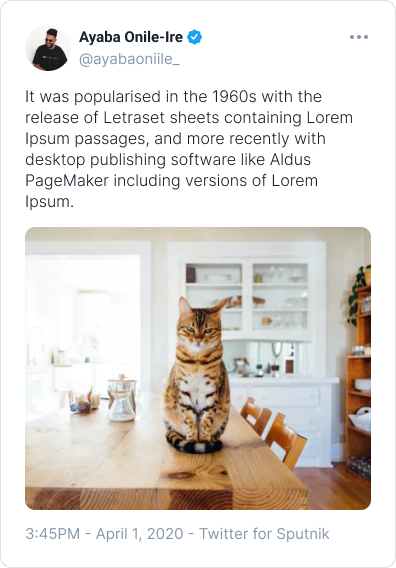 Ayaba Onile-Ire
@ayabaoniile_
It was popularised in the 1960s with the
release of Letraset sheets containing Lorem
Ipsum passages, and more recently with
desktop publishing software like Aldus
PageMaker including versions of Lorem
Ipsum.
3:45PM - April 1, 2020 - Twitter for Sputnik